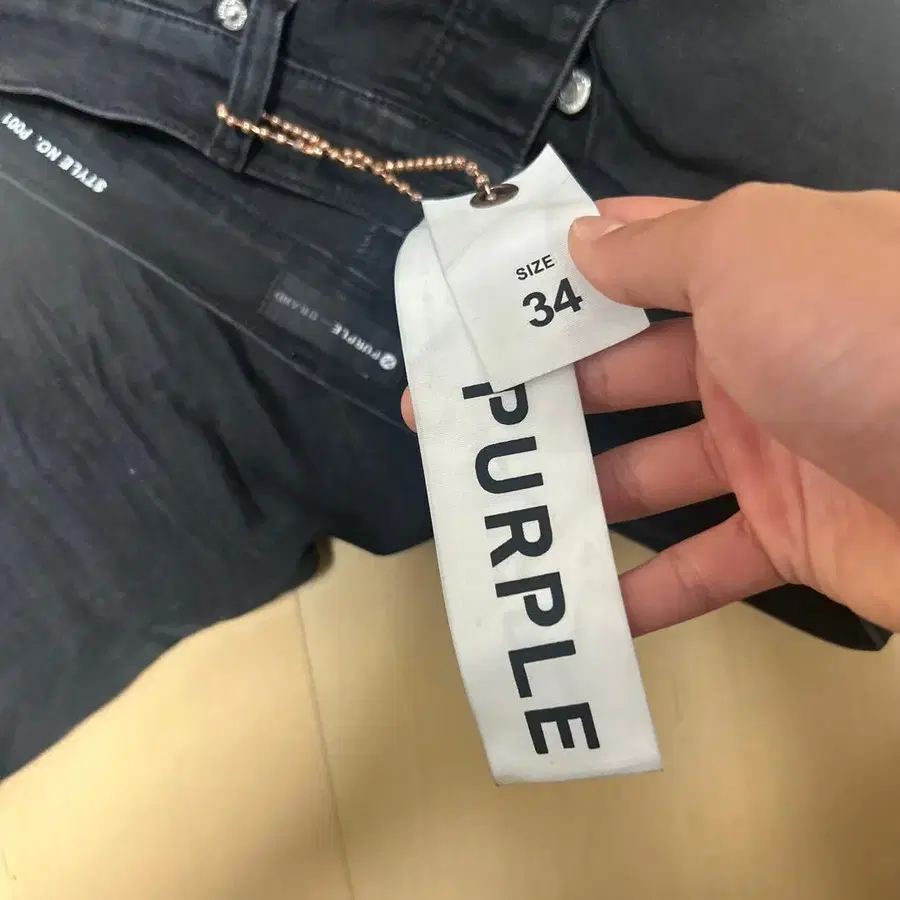 STYLE NO. P001
PURPLE - BRAND
SIZE
34
PURPLE